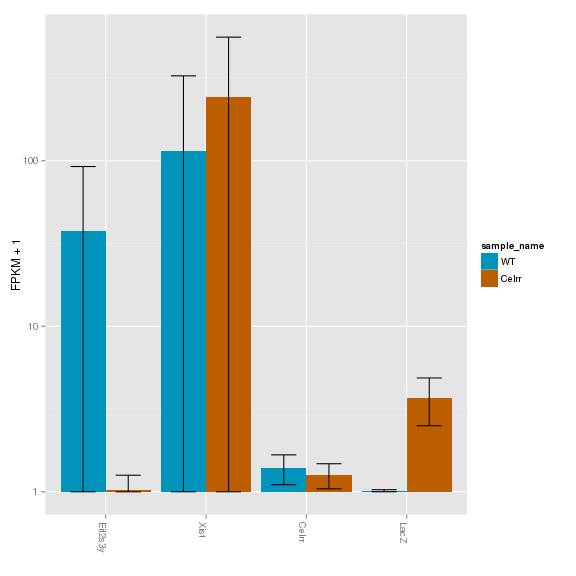 FPKM + 1
100
10
1
Eif2s3y
Xist
Celrr
LacZ
sample_name
WT
Celrr